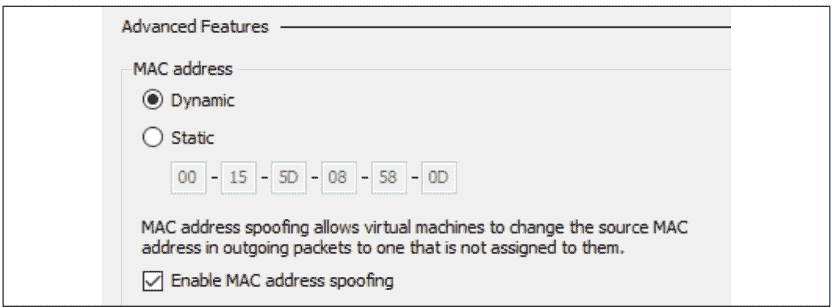 Advanced Features
MAC address
Dynamic
Static
00 - 15 - 5D - 08 - 58 - 0D
MAC address spoofing allows virtual machines to change the source MAC
address in outgoing packets to one that is not assigned to them.
Enable MAC address spoofing